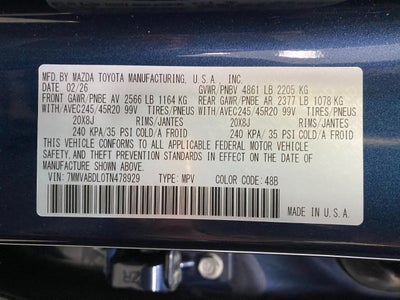 MFD.BY MAZDA TOYOTA MANUFACTURING, U.S.A., INC.
DATE 02/26 GVWR/PNBV 4861 LB 2205 KG
FRONT GAWR/PNBE AV 2566 LB 1164 KG REAR GAWR/PNBE AR 2377 LB 1078 KG
WITH/AVEC245/45R20 99V TIRES/PNEUS WITH/AVEC245/45R20 99V TIRES/PNEUS
20X8J RIMS/JANTES 20X8J RIMS/JANTES
240 KPA/35 PSI COLD/A FROID 240 KPA/35 PSI COLD/A FROID
THIS VEHICLE CONFORMS TO ALL APPLICABLE FEDERAL MOTOR VEHICLE
SAFETY, AND THEFT PREVENTION STANDARDS IN EFFECT ON THE DATE OF
MANUFACTURE SHOWN ABOVE.
VIN: 7MMVABDL0TN478929 TYPE: MPV COLOR CODE: 48B
MADE IN U.S.A.